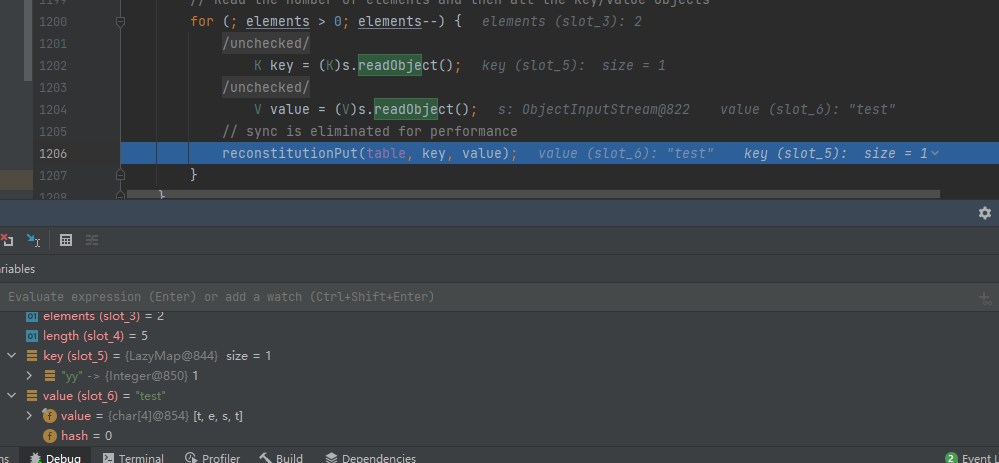 1199 // Read the number of elements and then all the key/value objects
1200 for (; elements > 0; elements--) { elements (slot_3): 2
1201 /unchecked/
1202 K key = (K)s.readObject(); key (slot_5): size = 1
1203 /unchecked/
1204 V value = (V)s.readObject(); s: ObjectInputStream@822 value (slot_6): "test"
1205 // sync is eliminated for performance
1206 reconstitutionPut(table, key, value); value (slot_6): "test" key (slot_5): size = 1
1207 }
1208 }
ariables
Evaluate expression (Enter) or add a watch (Ctrl+Shift+Enter)
01 elements (slot_3) = 2
01 length (slot_4) = 5
key (slot_5) = {LazyMap@844} size = 1
"yy" -> {Integer@850} 1
value (slot_6) = "test"
f value = {char[4]@854} [t, e, s, t]
f hash = 0
ns Debug Terminal Profiler Build Dependencies 2 Event L